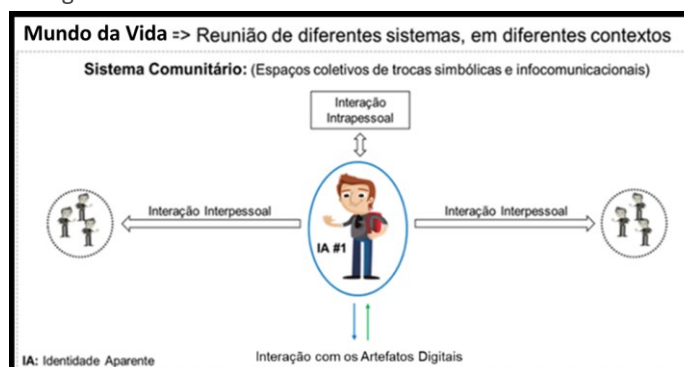 Mundo da Vida => Reunião de diferentes sistemas, em diferentes contextos
Sistema Comunitário: (Espaços coletivos de trocas simbólicas e infocomunicacionais)
Interação
Intrapessoal
Interação Interpessoal
Interação Interpessoal
IA #1
Interação com os Artefatos Digitais
IA: Identidade Aparente